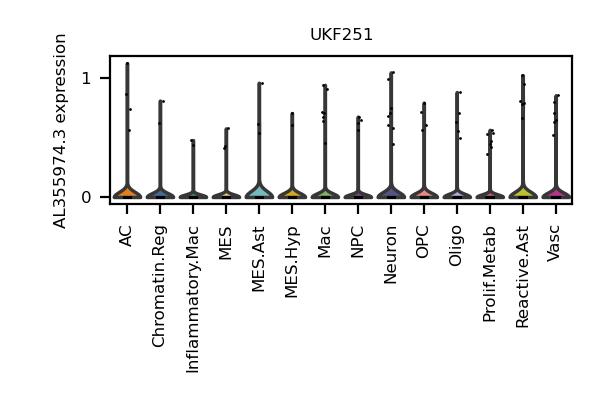 UKF251
AL355974.3 expression
1
0
AC
Chromatin.Reg
Inflammatory.Mac
MES
MES.Ast
MES.Hyp
Mac
NPC
Neuron
OPC
Oligo
Prolif.Metab
Reactive.Ast
Vasc